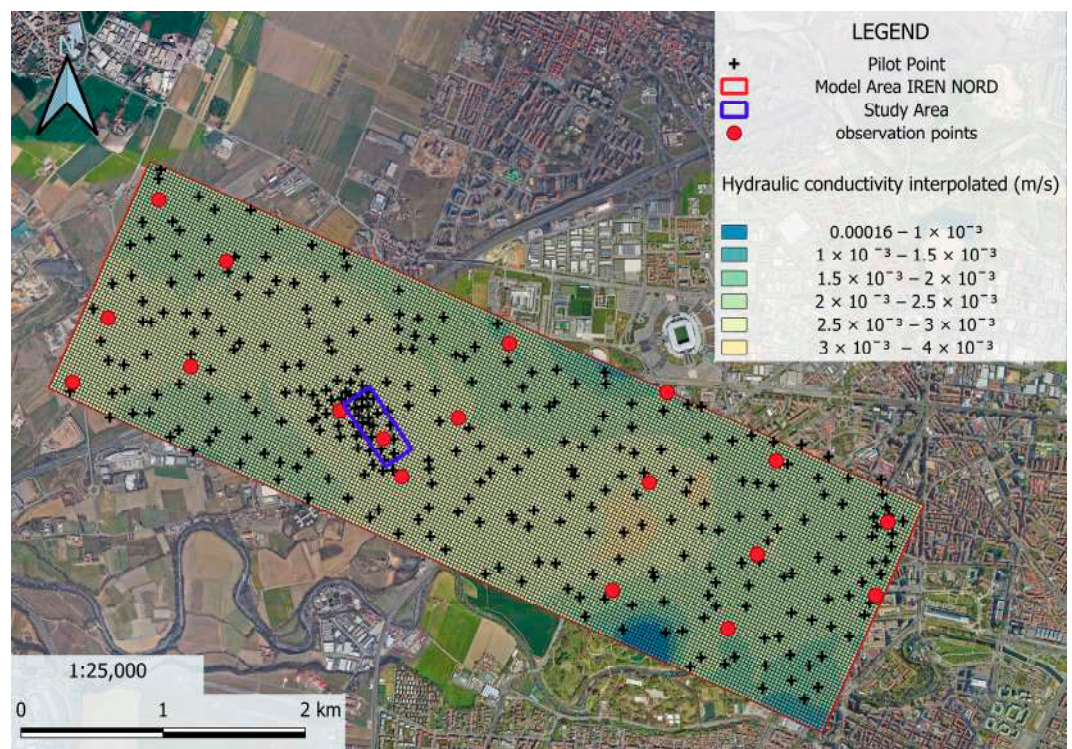 N
LEGEND
Pilot Point
Model Area IREN NORD
Study Area
observation points
Hydraulic conductivity interpolated (m/s)
0.00016 – 1 × 10⁻³
1 × 10⁻³ – 1.5 × 10⁻³
1.5 × 10⁻³ – 2 × 10⁻³
2 × 10⁻³ – 2.5 × 10⁻³
2.5 × 10⁻³ – 3 × 10⁻³
3 × 10⁻³ – 4 × 10⁻³
1:25,000
0 1 2 km